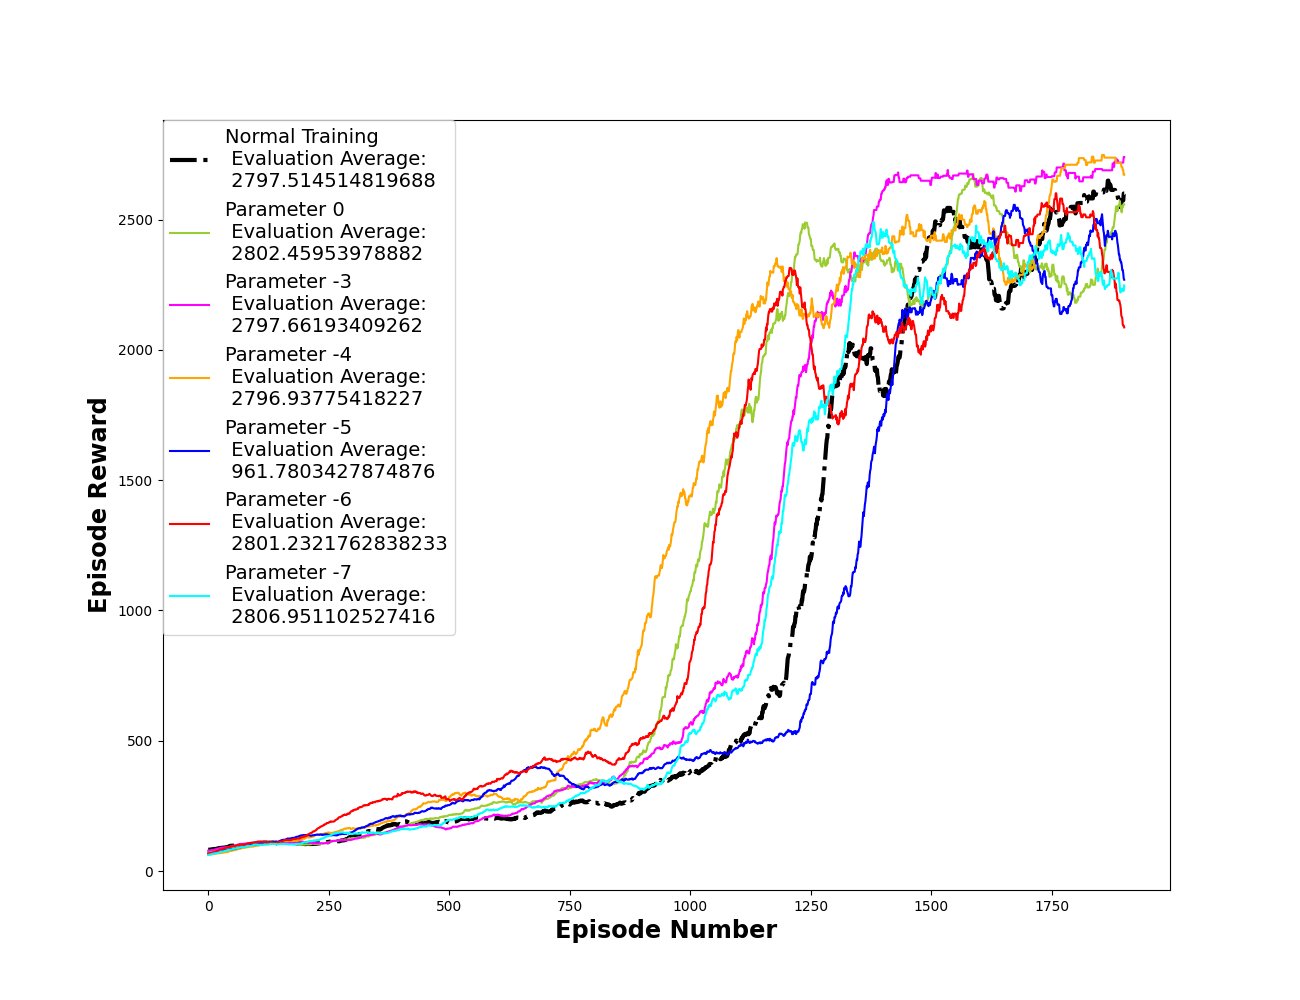 Normal Training
Evaluation Average:
2797.514514819688
Parameter 0
Evaluation Average:
2802.45953978882
Parameter -3
Evaluation Average:
2797.66193409262
Parameter -4
Evaluation Average:
2796.93775418227
Parameter -5
Evaluation Average:
961.7803427874876
Parameter -6
Evaluation Average:
2801.2321762838233
Parameter -7
Evaluation Average:
2806.951102527416
2500
2000
1500
1000
500
0
Episode Reward
0 250 500 750 1000 1250 1500 1750
Episode Number